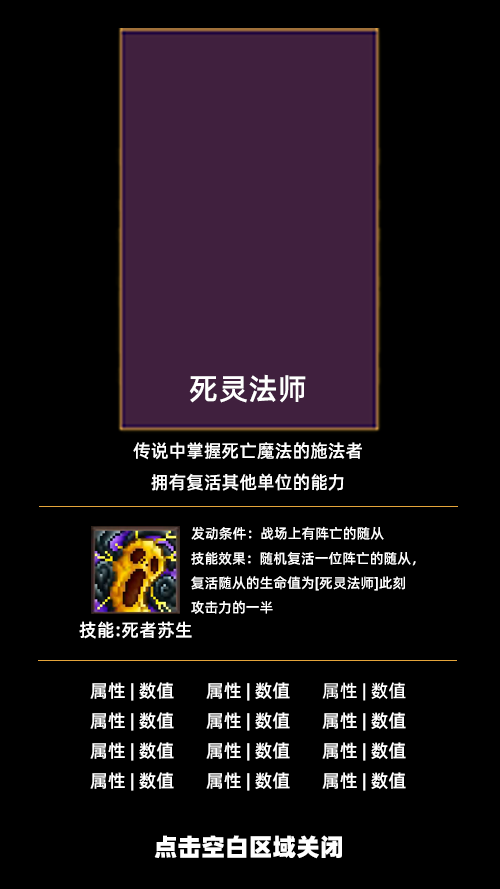 死灵法师
传说中掌握死亡魔法的施法者
拥有复活其他单位的能力
发动条件：战场上有阵亡的随从
技能效果：随机复活一位阵亡的随从，
复活随从的生命值为[死灵法师]此刻
攻击力的一半
技能:死者苏生
属性 | 数值 属性 | 数值 属性 | 数值
属性 | 数值 属性 | 数值 属性 | 数值
属性 | 数值 属性 | 数值 属性 | 数值
属性 | 数值 属性 | 数值 属性 | 数值
点击空白区域关闭